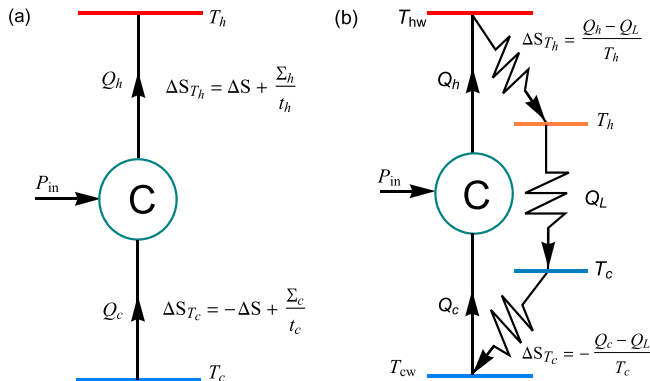 (a)
T_h
Q_h
ΔS_{T_h} = ΔS + Σ_h/t_h
P_in
C
Q_c
ΔS_{T_c} = −ΔS + Σ_c/t_c
T_c
(b)
T_hw
ΔS_{T_h} = (Q_h − Q_L)/T_h
Q_h
T_h
P_in
C
Q_L
T_c
Q_c
ΔS_{T_c} = −(Q_c − Q_L)/T_c
T_cw